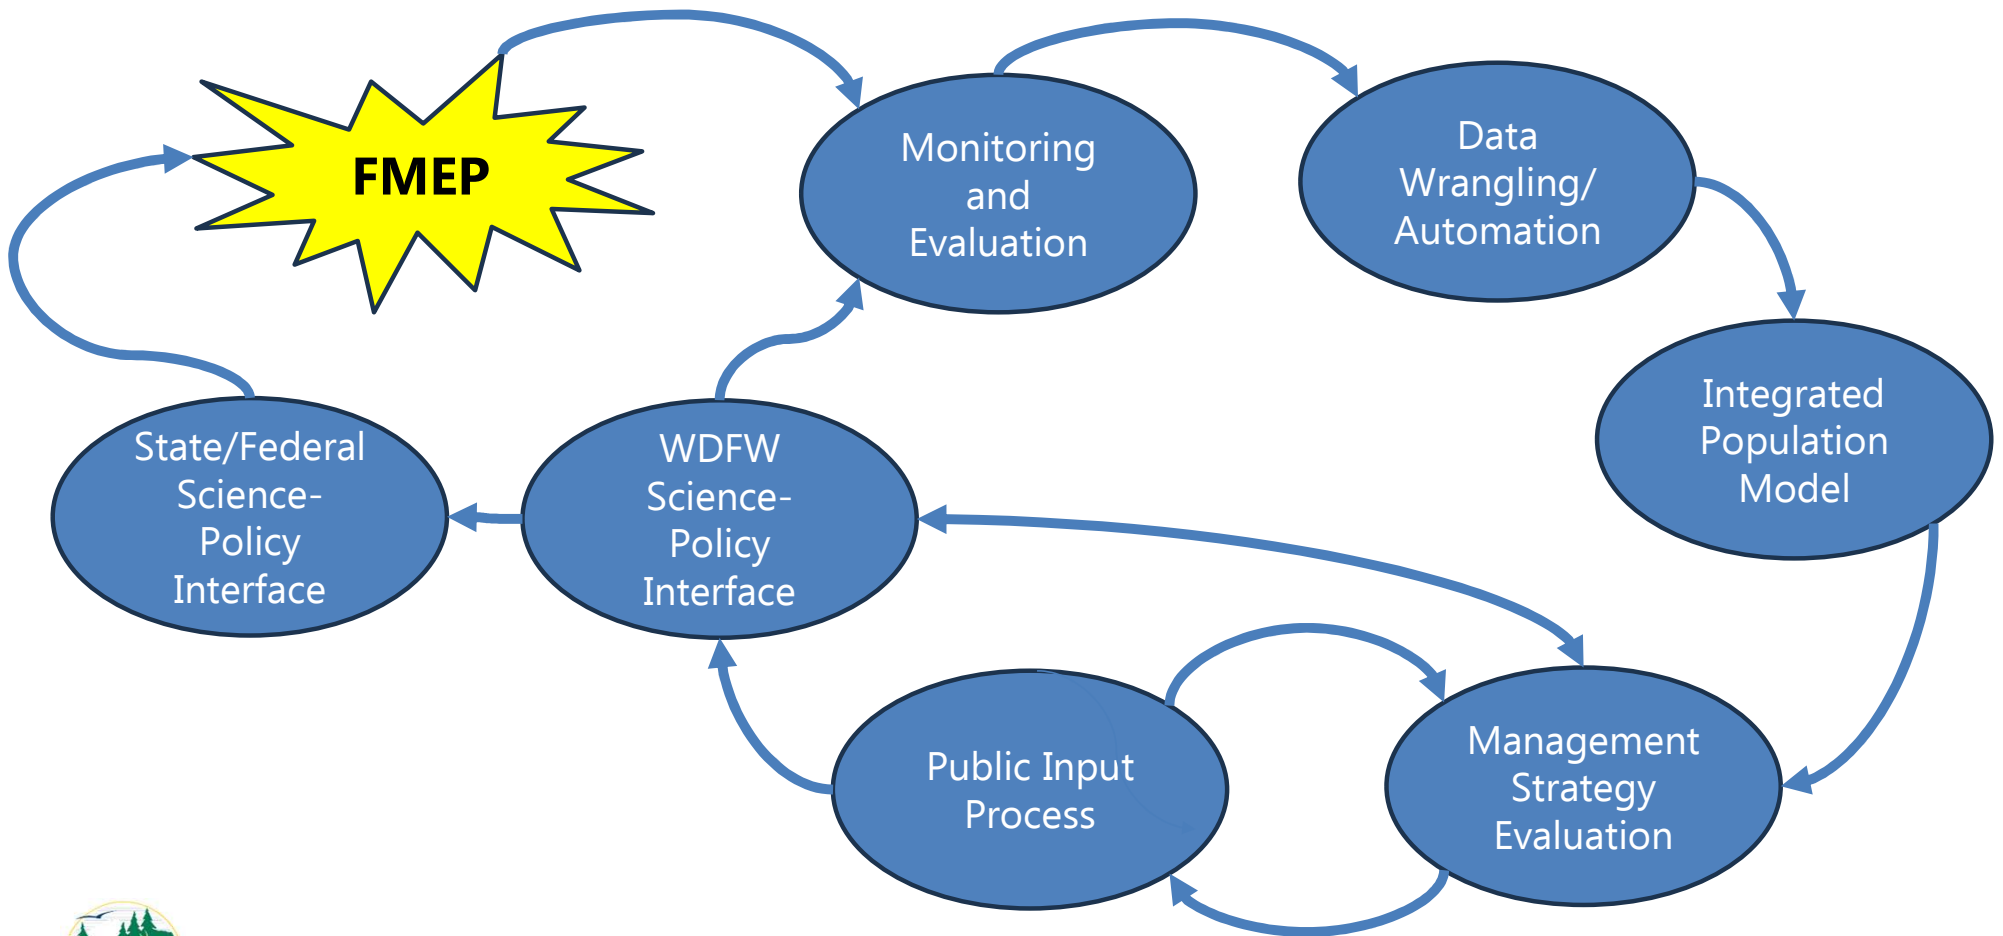 FMEP
Monitoring
and
Evaluation
Data
Wrangling/
Automation
Integrated
Population
Model
State/Federal
Science-
Policy
Interface
WDFW
Science-
Policy
Interface
Public Input
Process
Management
Strategy
Evaluation